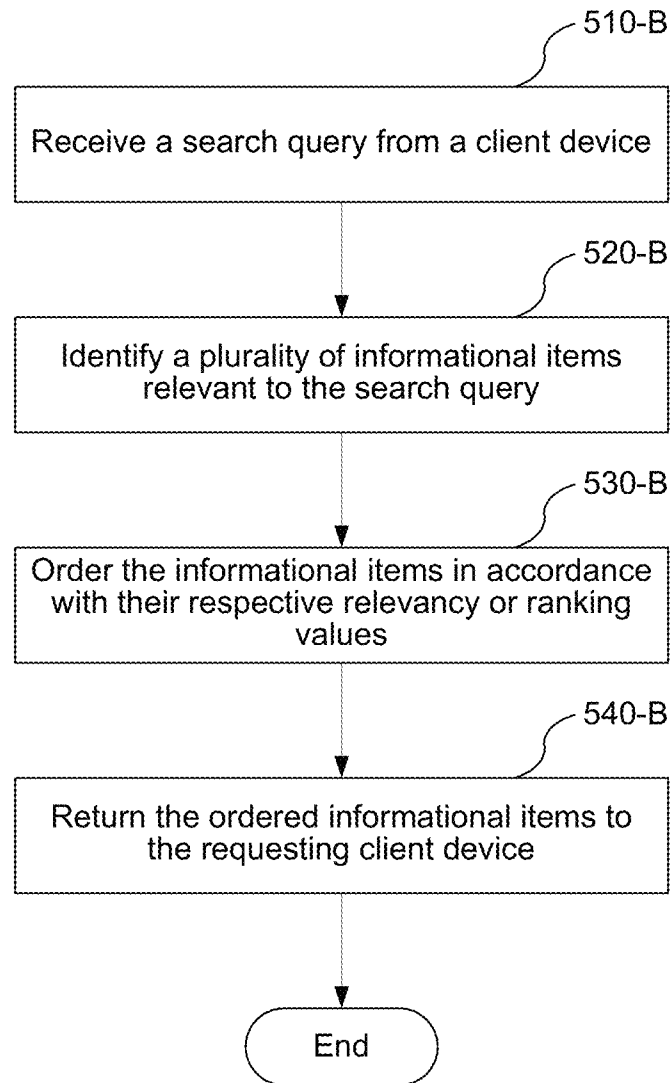 510-B
Receive a search query from a client device
520-B
Identify a plurality of informational items
relevant to the search query
530-B
Order the informational items in accordance
with their respective relevancy or ranking
values
540-B
Return the ordered informational items to
the requesting client device
End